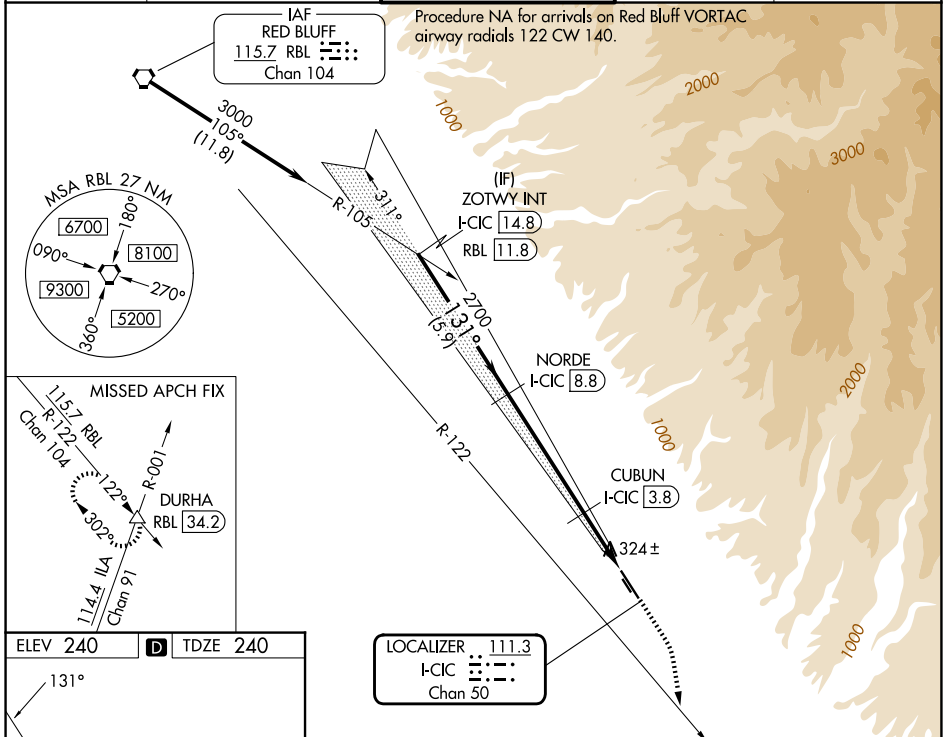 IAF
RED BLUFF
115.7 RBL
Chan 104
Procedure NA for arrivals on Red Bluff VORTAC
airway radials 122 CW 140.
3000
105°
(11.8)
R-105
311°
(IF)
ZOTWY INT
I-CIC 14.8
RBL 11.8
2700
131°
(5.9)
NORDE
I-CIC 8.8
R-122
CUBUN
I-CIC 3.8
324±
1000
2000
3000
2000
1000
1000
MSA RBL 27 NM
6700
180°
8100
090°
9300
270°
5200
360°
MISSED APCH FIX
115.7 RBL
R-122
Chan 104
R-001
122°
302°
DURHA
RBL 34.2
114.4 ILA
Chan 91
LOCALIZER 111.3
I-CIC
Chan 50
ELEV 240 D TDZE 240
131°